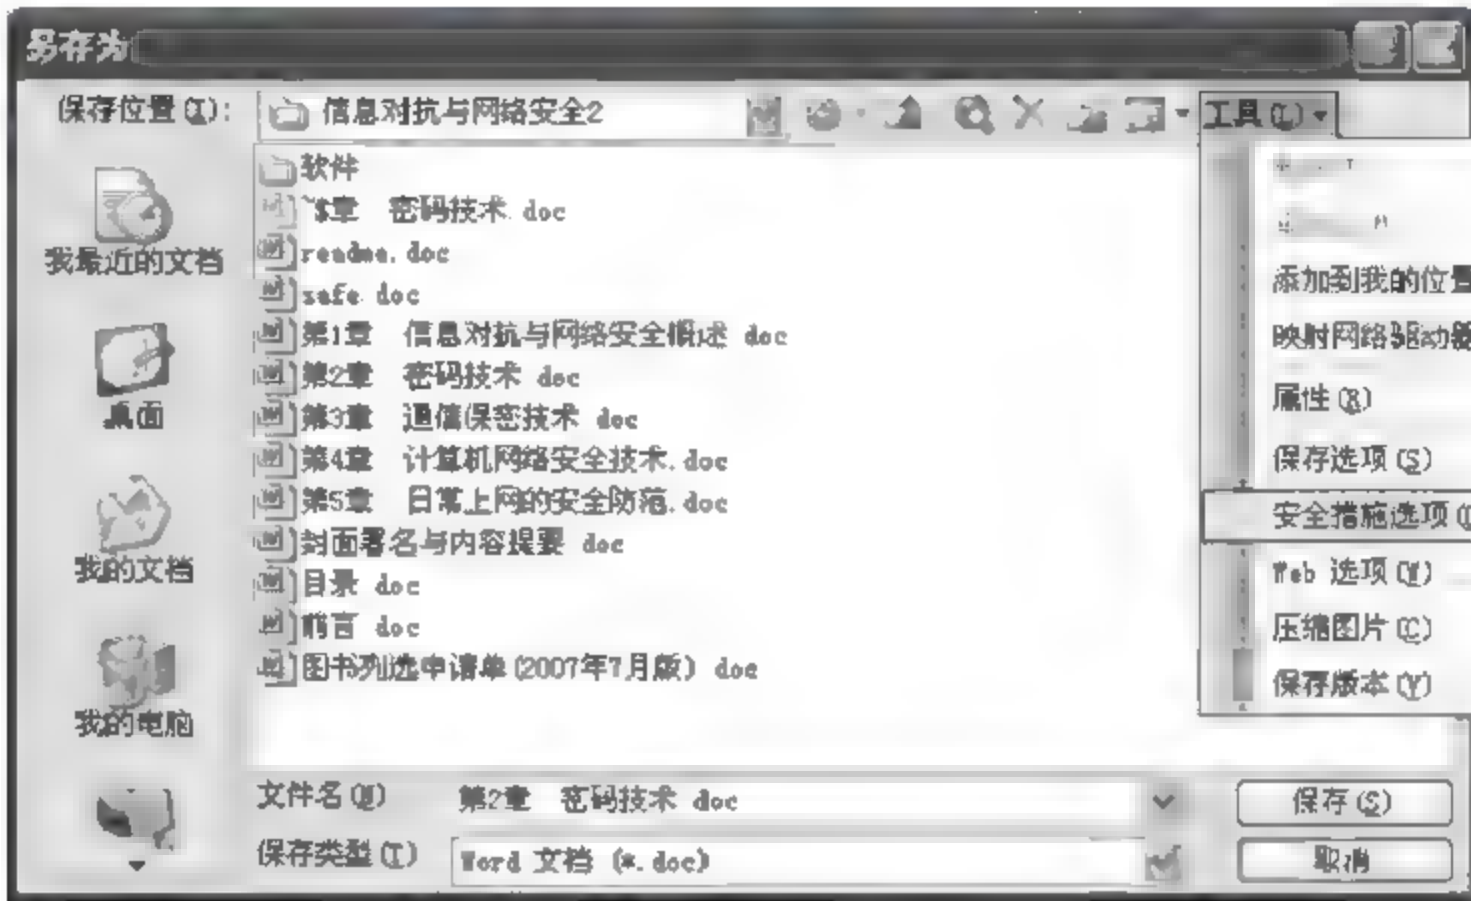 另存为
保存位置(I):
信息对抗与网络安全2
工具(L)
我最近的文档
桌面
我的文档
我的电脑
软件
~$章 密码技术.doc
readme.doc
safe.doc
第1章 信息对抗与网络安全概述.doc
第2章 密码技术.doc
第3章 通信保密技术.doc
第4章 计算机网络安全技术.doc
第5章 日常上网的安全防范.doc
封面署名与内容提要.doc
目录.doc
前言.doc
图书列选申请单(2007年7月版).doc
添加到我的位置
映射网络驱动器
属性(R)
保存选项(S)
安全措施选项
Web 选项(W)
压缩图片(C)
保存版本(V)
文件名(N)
第2章 密码技术.doc
保存(S)
保存类型(T)
Word 文档 (*.doc)
取消